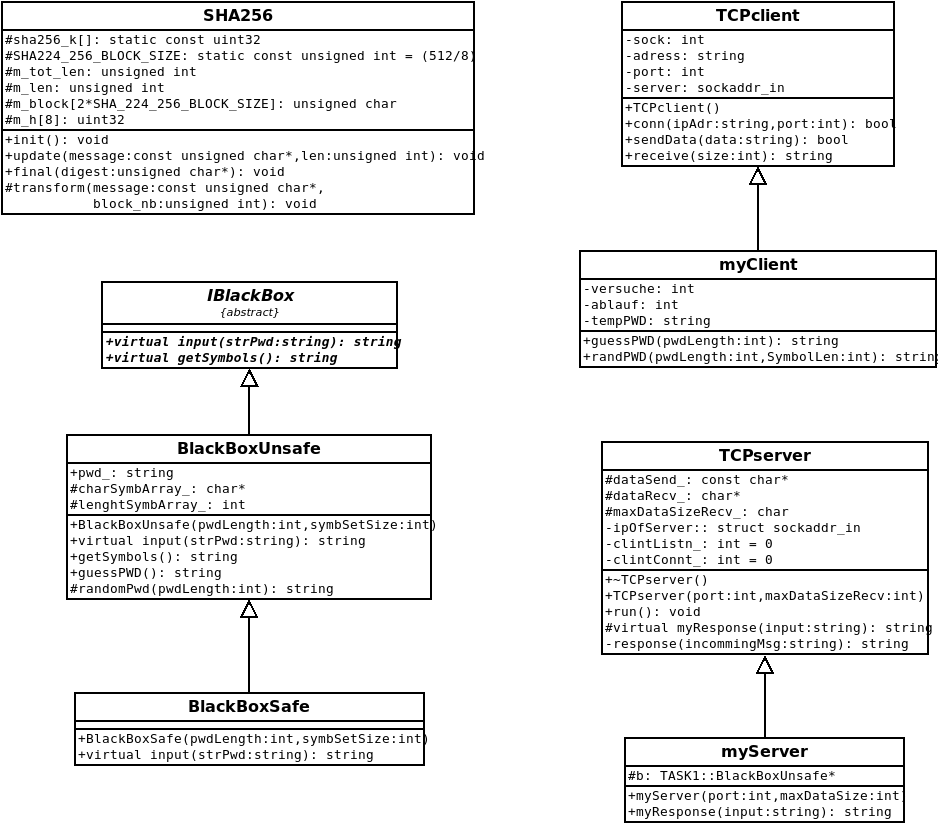 SHA256
#sha256_k[]: static const uint32
#SHA224_256_BLOCK_SIZE: static const unsigned int = (512/8)
#m_tot_len: unsigned int
#m_len: unsigned int
#m_block[2*SHA_224_256_BLOCK_SIZE]: unsigned char
#m_h[8]: uint32
+init(): void
+update(message:const unsigned char*,len:unsigned int): void
+final(digest:unsigned char*): void
#transform(message:const unsigned char*,
block_nb:unsigned int): void
TCPclient
-sock: int
-adress: string
-port: int
-server: sockaddr_in
+TCPclient()
+conn(ipAdr:string,port:int): bool
+sendData(data:string): bool
+receive(size:int): string
myClient
-versuche: int
-ablauf: int
-tempPWD: string
+guessPWD(pwdLength:int): string
+randPWD(pwdLength:int,SymbolLen:int): string
IBlackBox
{abstract}
+virtual input(strPwd:string): string
+virtual getSymbols(): string
BlackBoxUnsafe
+pwd_: string
#charSymbArray_: char*
#lenghtSymbArray_: int
+BlackBoxUnsafe(pwdLength:int,symbSetSize:int)
+virtual input(strPwd:string): string
+getSymbols(): string
+guessPWD(): string
#randomPwd(pwdLength:int): string
BlackBoxSafe
+BlackBoxSafe(pwdLength:int,symbSetSize:int)
+virtual input(strPwd:string): string
TCPserver
#dataSend_: const char*
#dataRecv_: char*
#maxDataSizeRecv_: char
-ipOfServer:: struct sockaddr_in
-clintListn_: int = 0
-clintConnt_: int = 0
+~TCPserver()
+TCPserver(port:int,maxDataSizeRecv:int)
+run(): void
#virtual myResponse(input:string): string
-response(incommingMsg:string): string
myServer
#b: TASK1::BlackBoxUnsafe*
+myServer(port:int,maxDataSize:int)
+myResponse(input:string): string